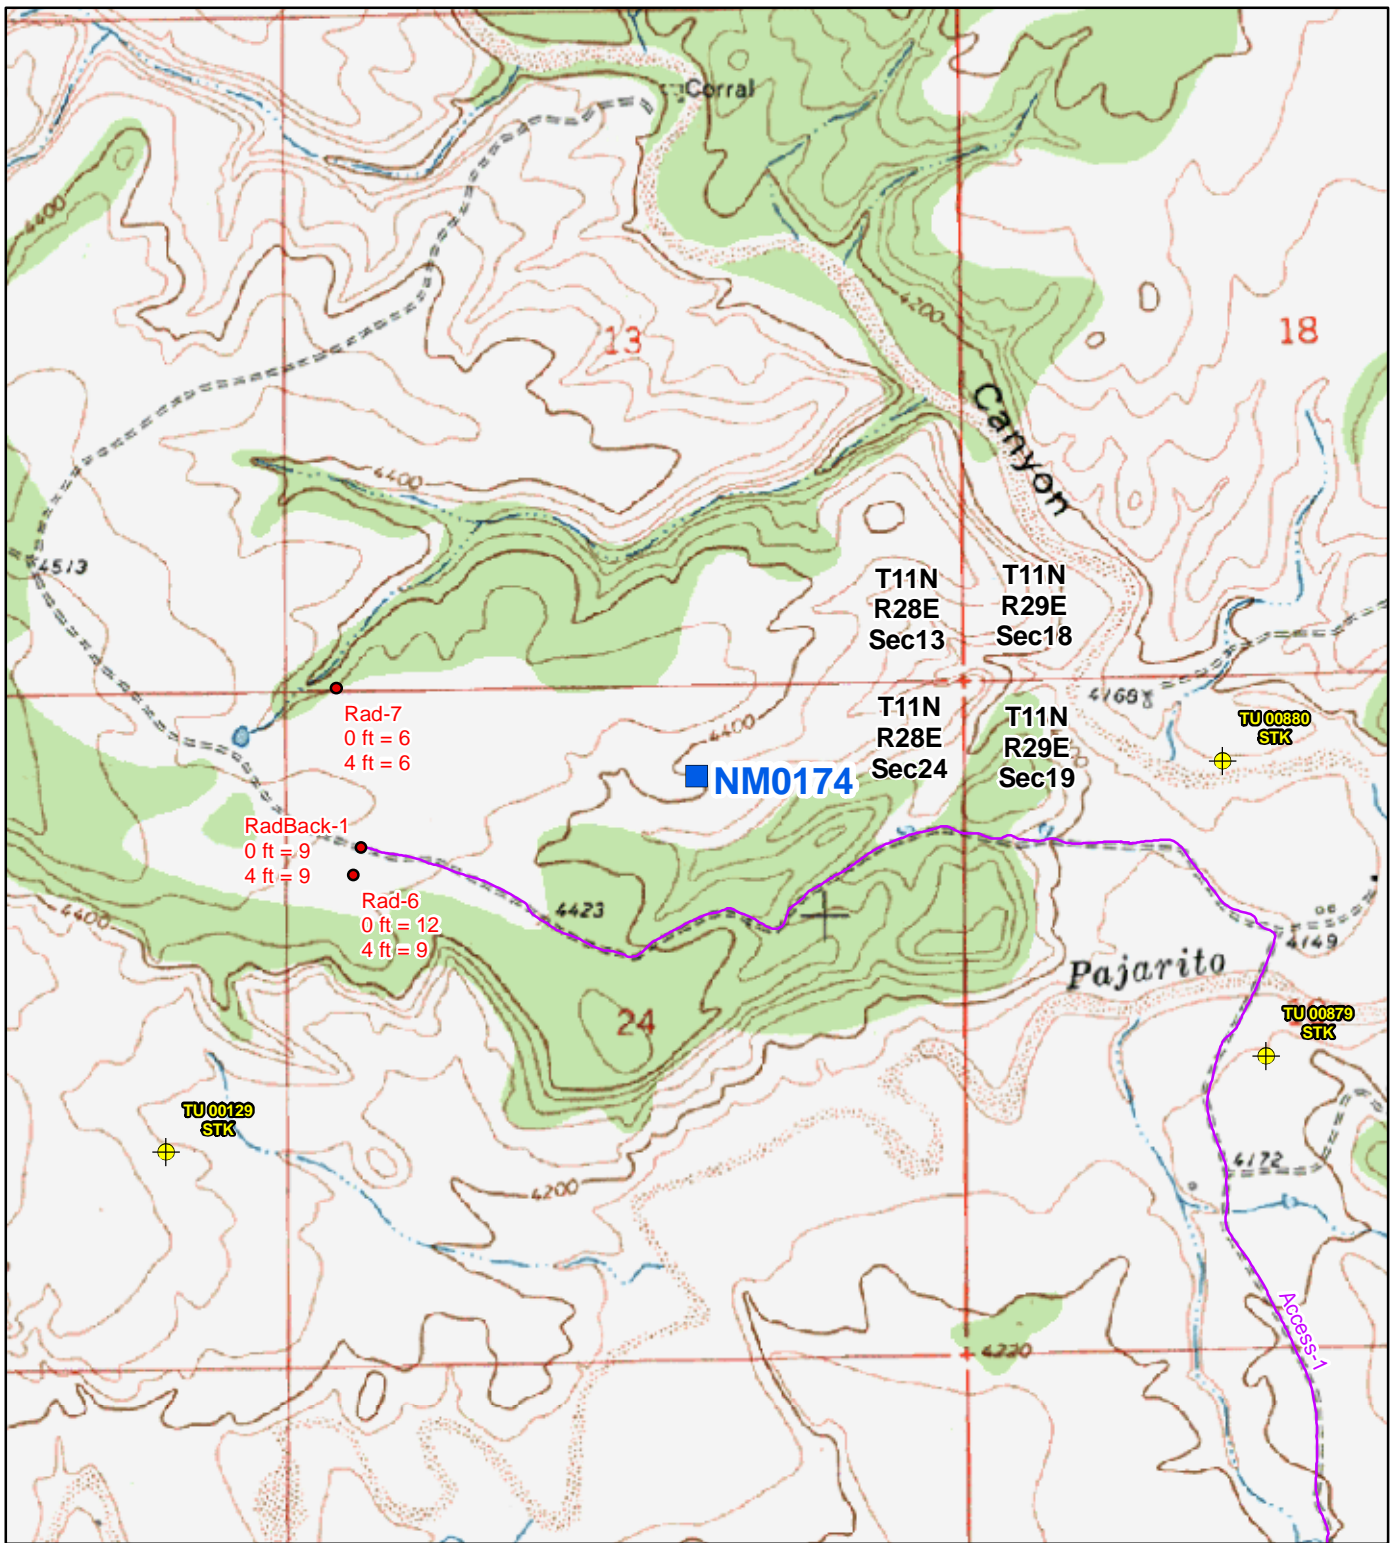 Corral
4400
4200
13
18
Canyon
4400
4513
T11N
R28E
Sec13
T11N
R29E
Sec18
4168
T11N
R28E
Sec24
T11N
R29E
Sec19
TU 00880
STK
Rad-7
0 ft = 6
4 ft = 6
4400
NM0174
RadBack-1
0 ft = 9
4 ft = 9
Rad-6
0 ft = 12
4 ft = 9
4400
4423
4149
Pajarito
24
TU 00879
STK
TU 00129
STK
4172
4200
Access-1
4220